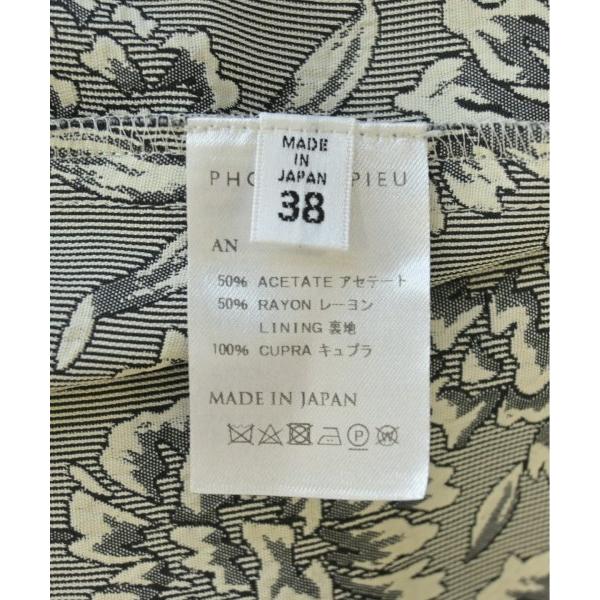 MADE
IN
JAPAN
38
PHO PIEU
AN
50% ACETATE アセテート
50% RAYON レーヨン
LINING 裏地
100% CUPRA キュプラ
MADE IN JAPAN
P W